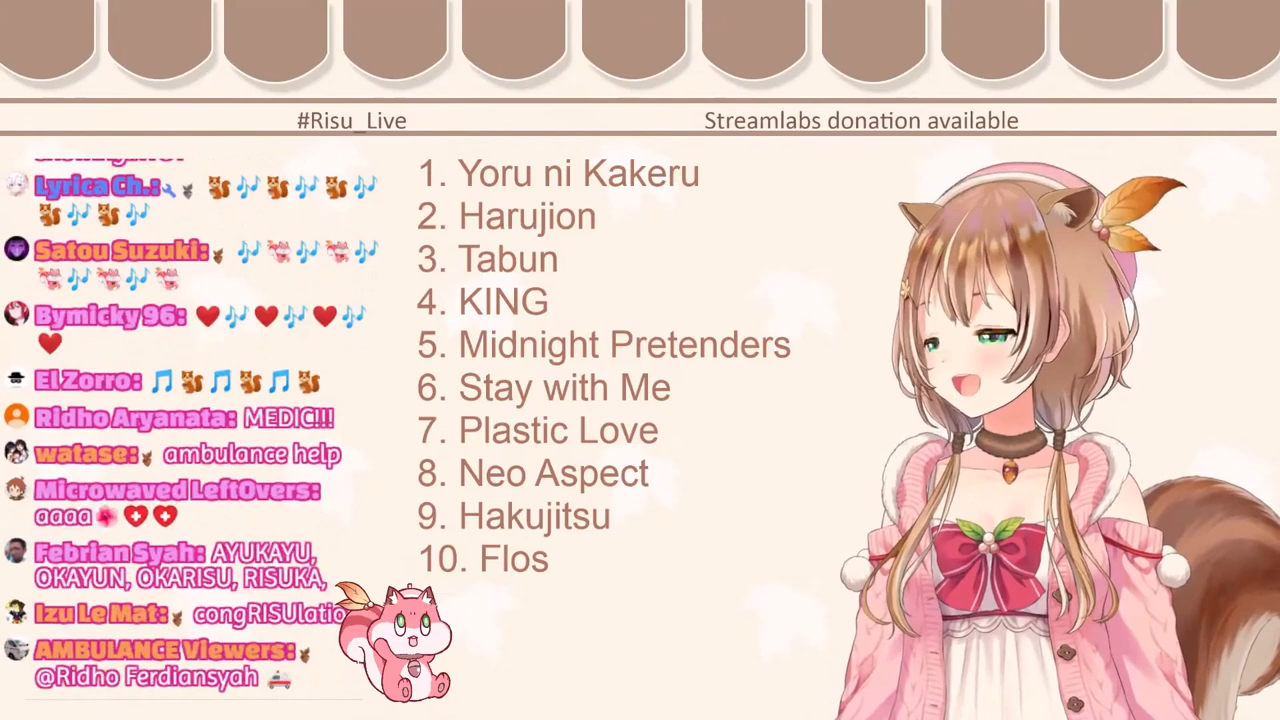 #Risu_Live
Streamlabs donation available
Lyrica Ch.:
Satou Suzuki:
Bymicky 96:
El Zorro:
Ridho Aryanata: MEDIC!!!
watase: ambulance help
Microwaved LeftOvers:
aaaa
Febrian Syah: AYUKAYU,
OKAYUN, OKARISU, RISUKA,
Izu Le Mat: congRISUlatio
AMBULANCE Viewers:
@Ridho Ferdiansyah
1. Yoru ni Kakeru
2. Harujion
3. Tabun
4. KING
5. Midnight Pretenders
6. Stay with Me
7. Plastic Love
8. Neo Aspect
9. Hakujitsu
10. Flos